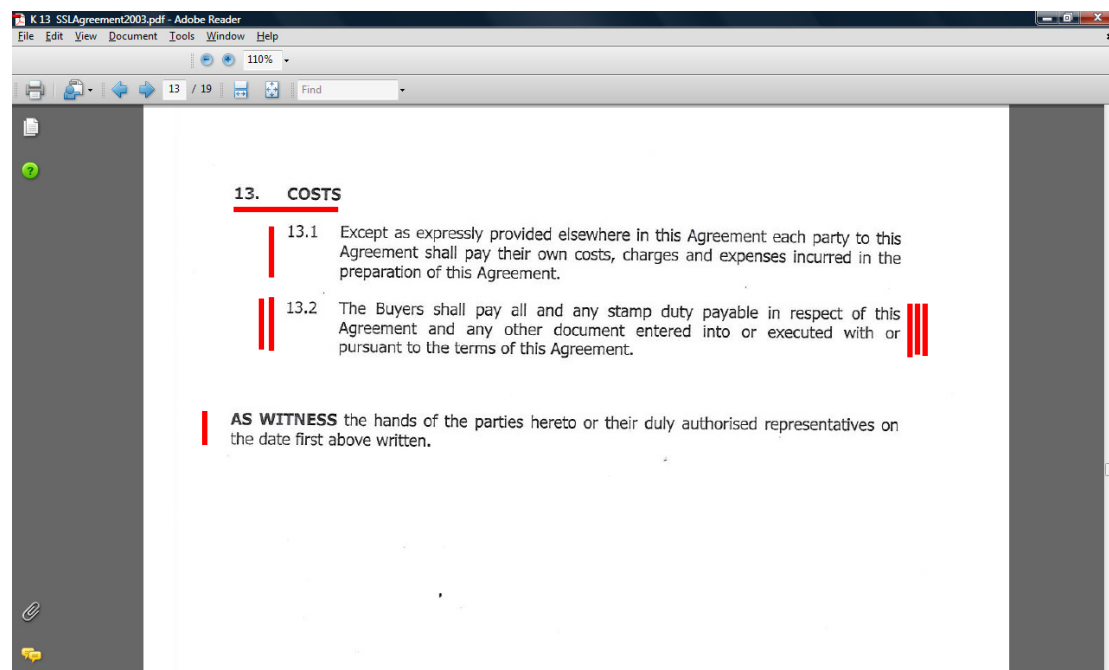 K 13 SSLAgreement2003.pdf - Adobe Reader
File Edit View Document Tools Window Help
110%
13 / 19 Find
13. COSTS
13.1 Except as expressly provided elsewhere in this Agreement each party to this
Agreement shall pay their own costs, charges and expenses incurred in the
preparation of this Agreement.
13.2 The Buyers shall pay all and any stamp duty payable in respect of this
Agreement and any other document entered into or executed with or
pursuant to the terms of this Agreement.
AS WITNESS the hands of the parties hereto or their duly authorised representatives on
the date first above written.